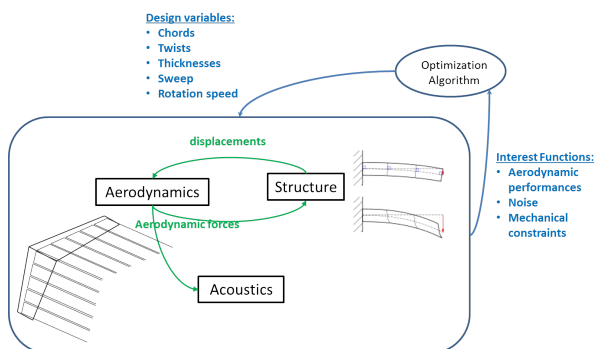 Design variables:
• Chords
• Twists
• Thicknesses
• Sweep
• Rotation speed
Optimization
Algorithm
displacements
Aerodynamics
Structure
Aerodynamic forces
Acoustics
Interest Functions:
• Aerodynamic
performances
• Noise
• Mechanical
constraints